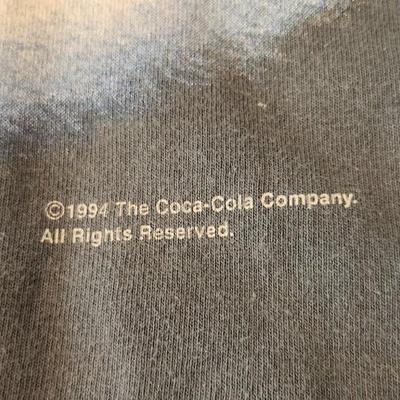 ©1994 The Coca-Cola Company.
All Rights Reserved.